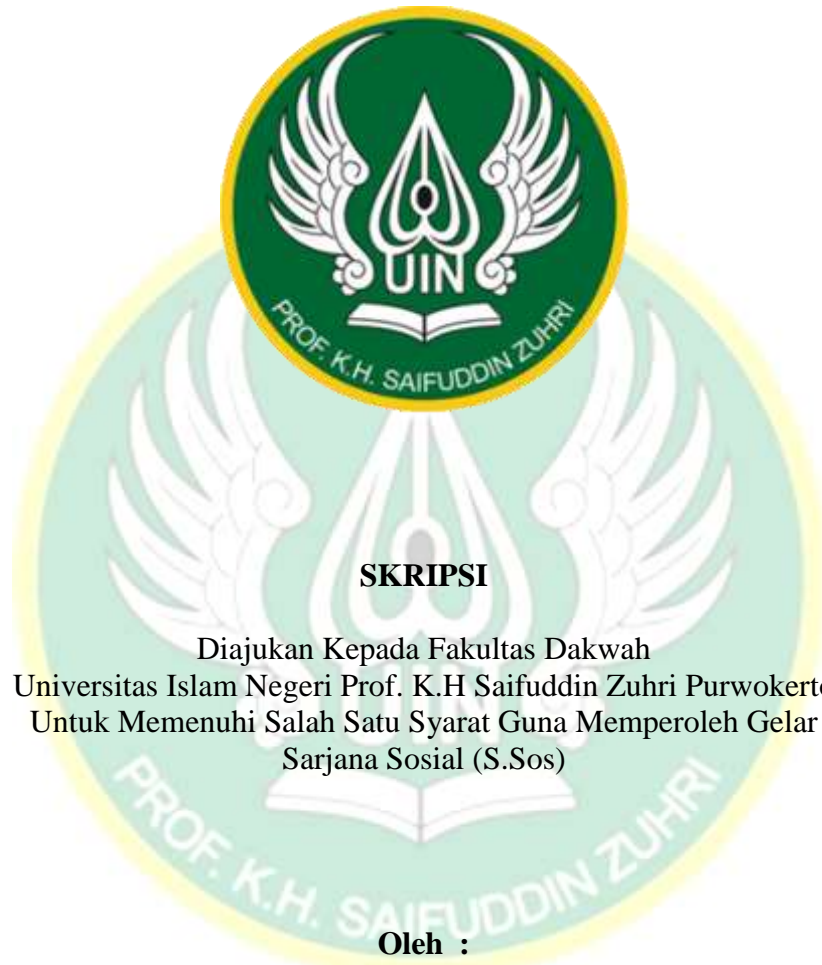 UIN
PROF. K.H. SAIFUDDIN ZUHRI
SKRIPSI
Diajukan Kepada Fakultas Dakwah
Universitas Islam Negeri Prof. K.H Saifuddin Zuhri Purwokerto
Untuk Memenuhi Salah Satu Syarat Guna Memperoleh Gelar
Sarjana Sosial (S.Sos)
UIN
PROF. K.H. SAIFUDDIN ZUHRI
Oleh :